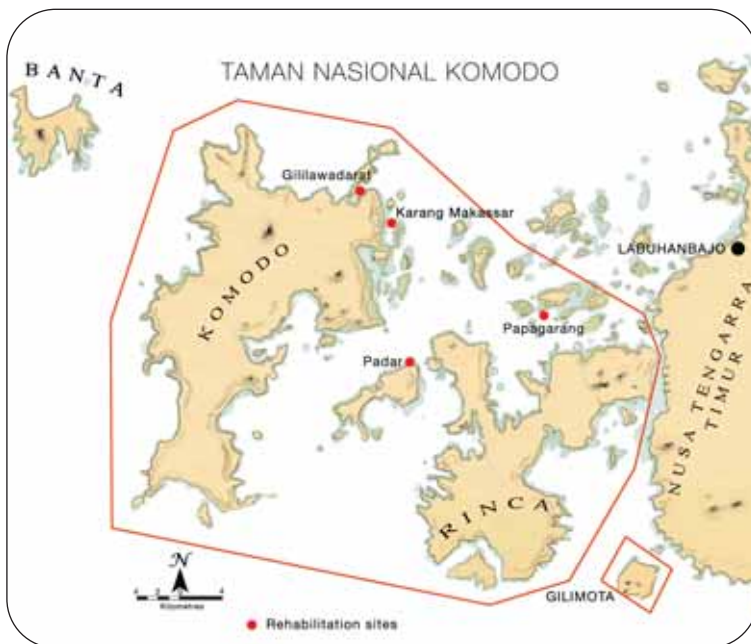 TAMAN NASIONAL KOMODO
BANTA
Gililawadarat
Karang Makassar
LABUHANBAJO
KOMODO
Papagarang
Padar
NUSA TENGARRA
TIMUR
RINCA
N
Kilometres
GILIMOTA
Rehabilitation sites